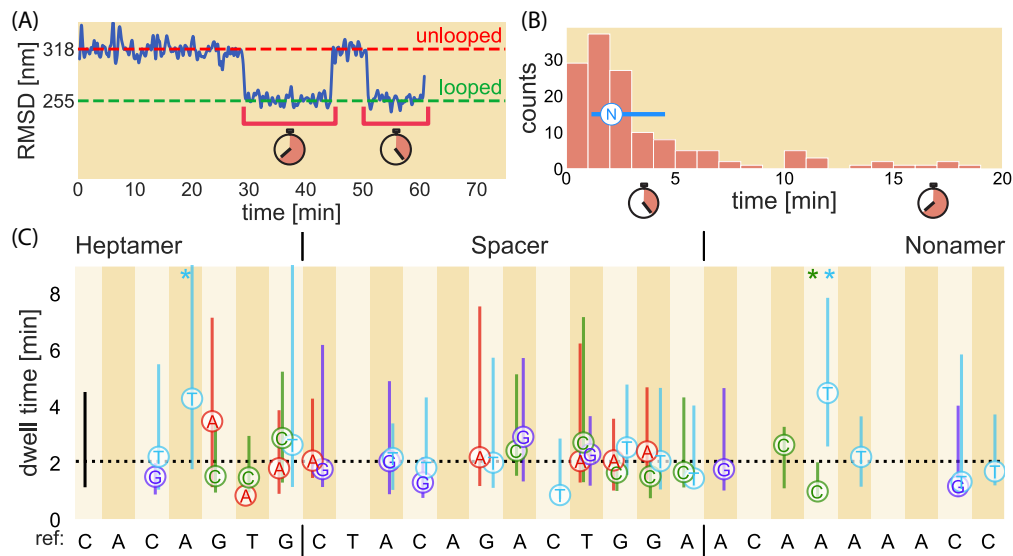 (A)
318
unlooped
255
looped
RMSD [nm]
0 10 20 30 40 50 60 70
time [min]
(B)
30
20
10
0
counts
N
0 5 10 15 20
time [min]
(C)
Heptamer Spacer Nonamer
* * *
8
6
4
2
0
dwell time [min]
G T T A C A C A C T A G G T G T A T C G T A C G A G T C A T C T G C C T T G T T
ref: C A C A G T G C T A C A G A C T G G A A C A A A A A C C